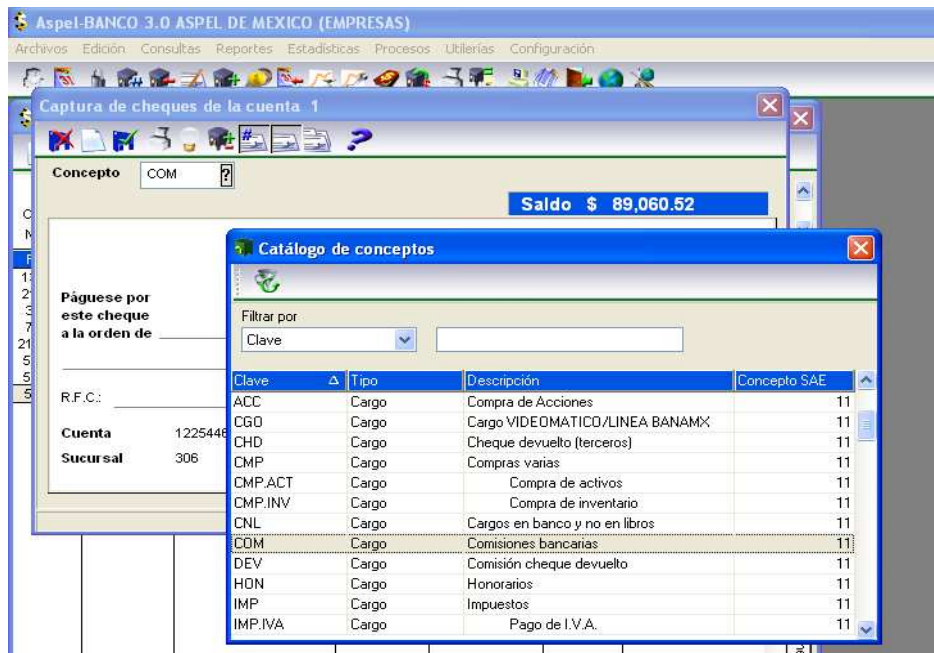 Aspel-BANCO 3.0 ASPEL DE MEXICO (EMPRESAS)
Archivos Edición Consultas Reportes Estadísticas Procesos Utilerías Configuración
Captura de cheques de la cuenta 1
Concepto COM ?
Saldo $ 89,060.52
Páguese por
este cheque
a la orden de
R.F.C.:
Cuenta 1225446
Sucursal 306
Catálogo de conceptos
Filtrar por
Clave
Clave Tipo Descripción Concepto SAE
ACC Cargo Compra de Acciones 11
CGO Cargo Cargo VIDEOMATICO/LINEA BANAMX 11
CHD Cargo Cheque devuelto (terceros) 11
CMP Cargo Compras varias 11
CMP.ACT Cargo Compra de activos 11
CMP.INV Cargo Compra de inventario 11
CNL Cargo Cargos en banco y no en libros 11
COM Cargo Comisiones bancarias 11
DEV Cargo Comisión cheque devuelto 11
HON Cargo Honorarios 11
IMP Cargo Impuestos 11
IMP.IVA Cargo Pago de I.V.A. 11